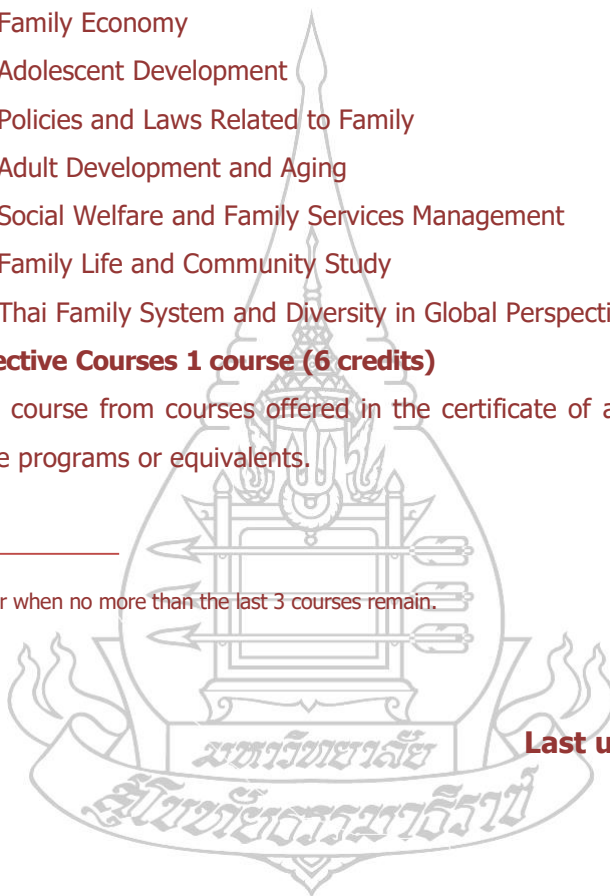 Family Economy
Adolescent Development
Policies and Laws Related to Family
Adult Development and Aging
Social Welfare and Family Services Management
Family Life and Community Study
Thai Family System and Diversity in Global Perspecti
ective Courses 1 course (6 credits)
course from courses offered in the certificate of a
e programs or equivalents.
r when no more than the last 3 courses remain.
Last u
มหาวิทยาลัย
สุโขทัยธรรมาธิราช